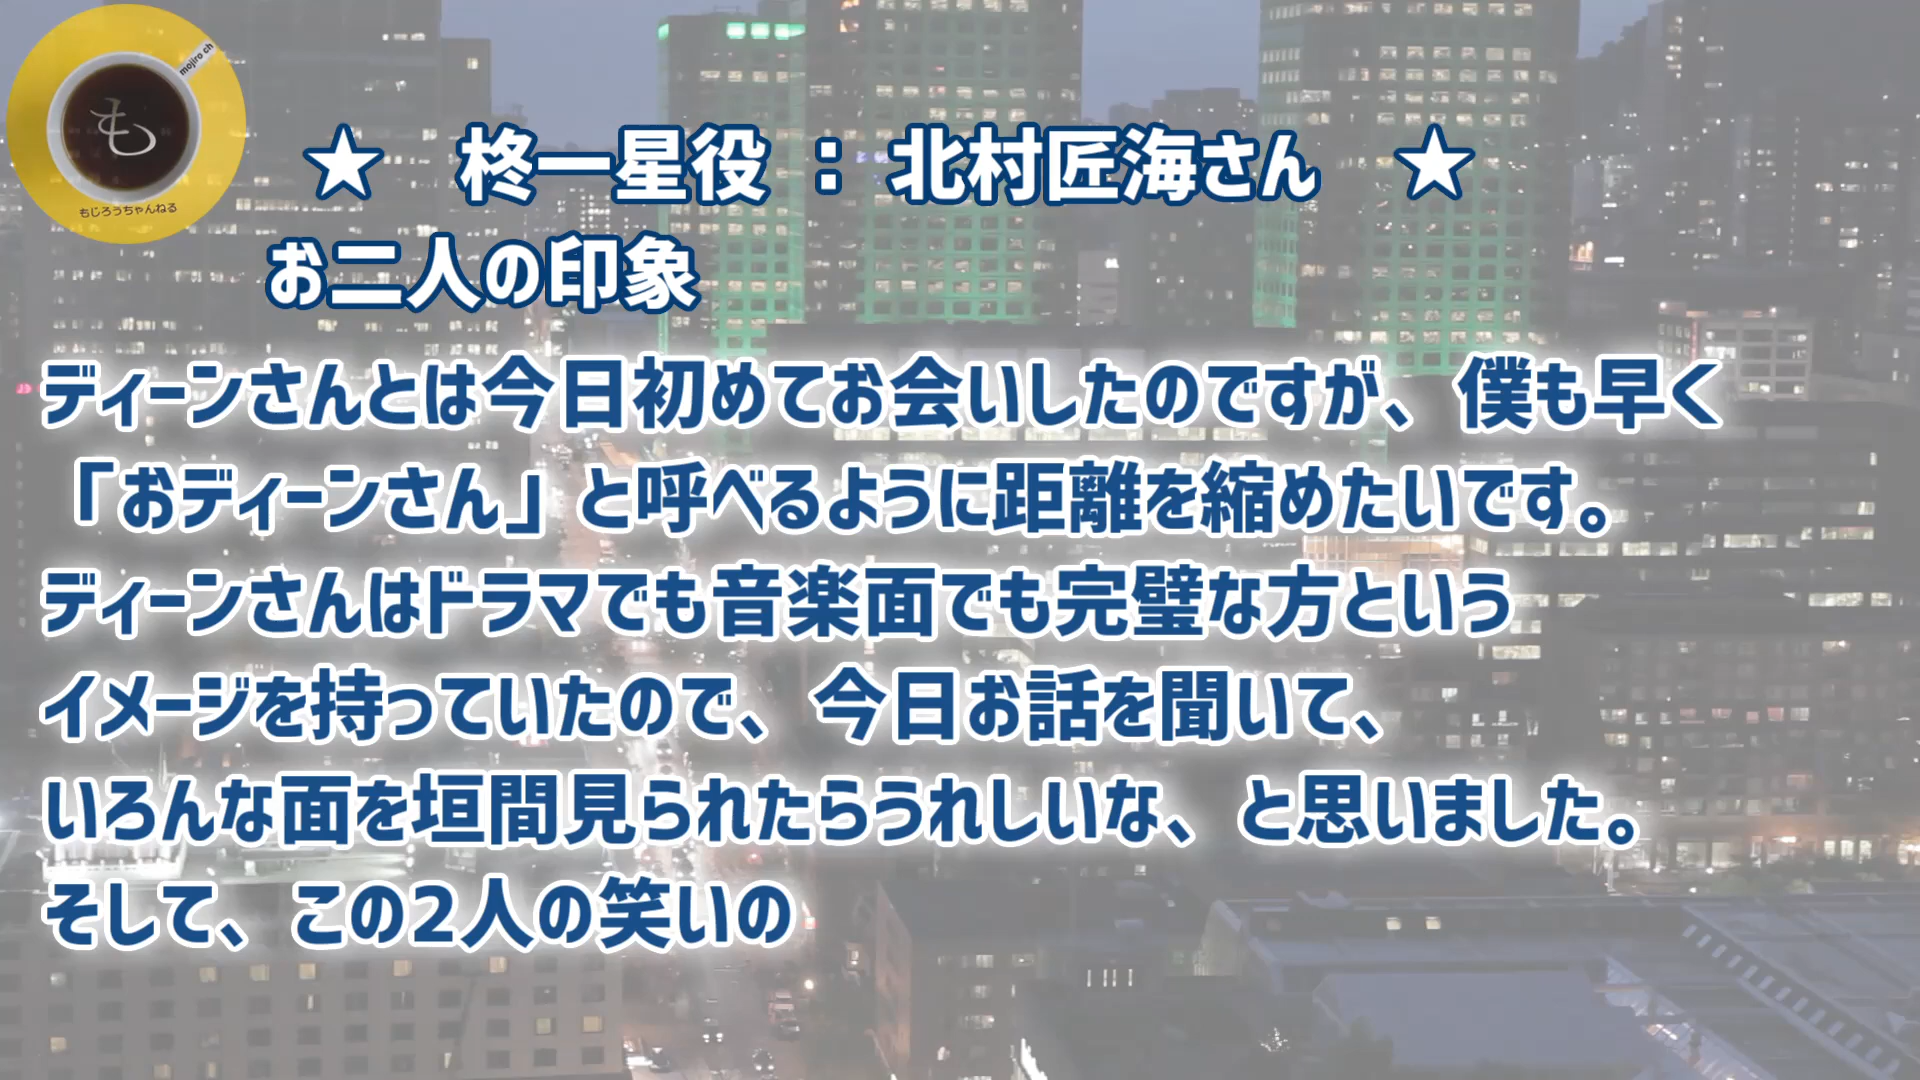 mojiro ch
も
もじろうちゃんねる
★　柊一星役 ： 北村匠海さん　★
お二人の印象
ディーンさんとは今日初めてお会いしたのですが、僕も早く
「おディーンさん」と呼べるように距離を縮めたいです。
ディーンさんはドラマでも音楽面でも完璧な方という
イメージを持っていたので、今日お話を聞いて、
いろんな面を垣間見られたらうれしいな、と思いました。
そして、この2人の笑いの